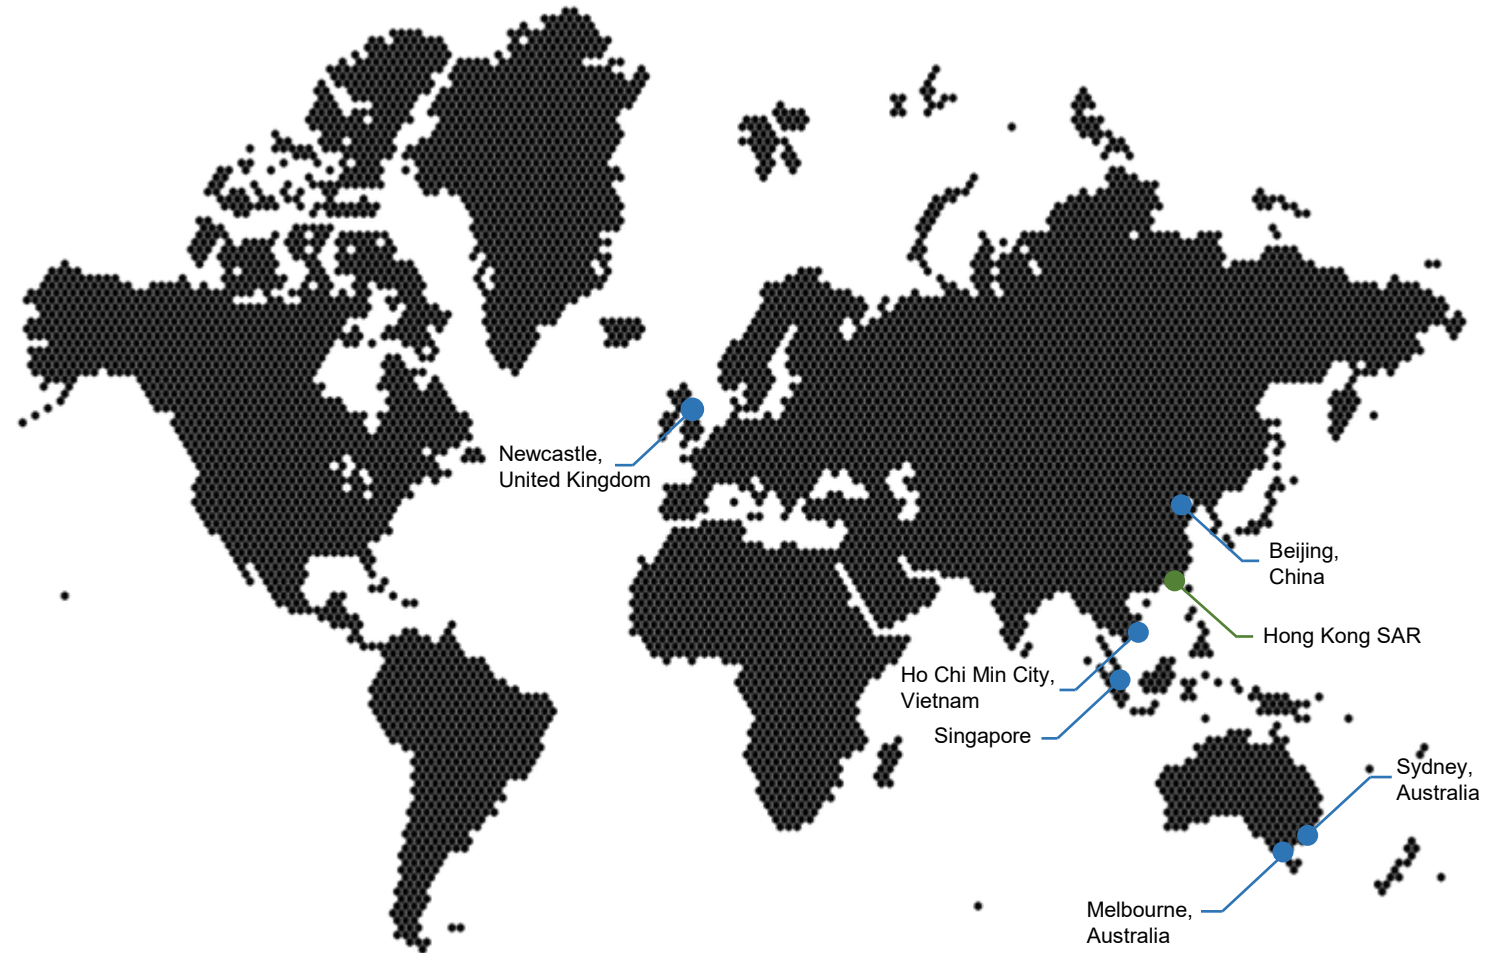 Newcastle,
United Kingdom
Beijing,
China
Hong Kong SAR
Ho Chi Min City,
Vietnam
Singapore
Sydney,
Australia
Melbourne,
Australia